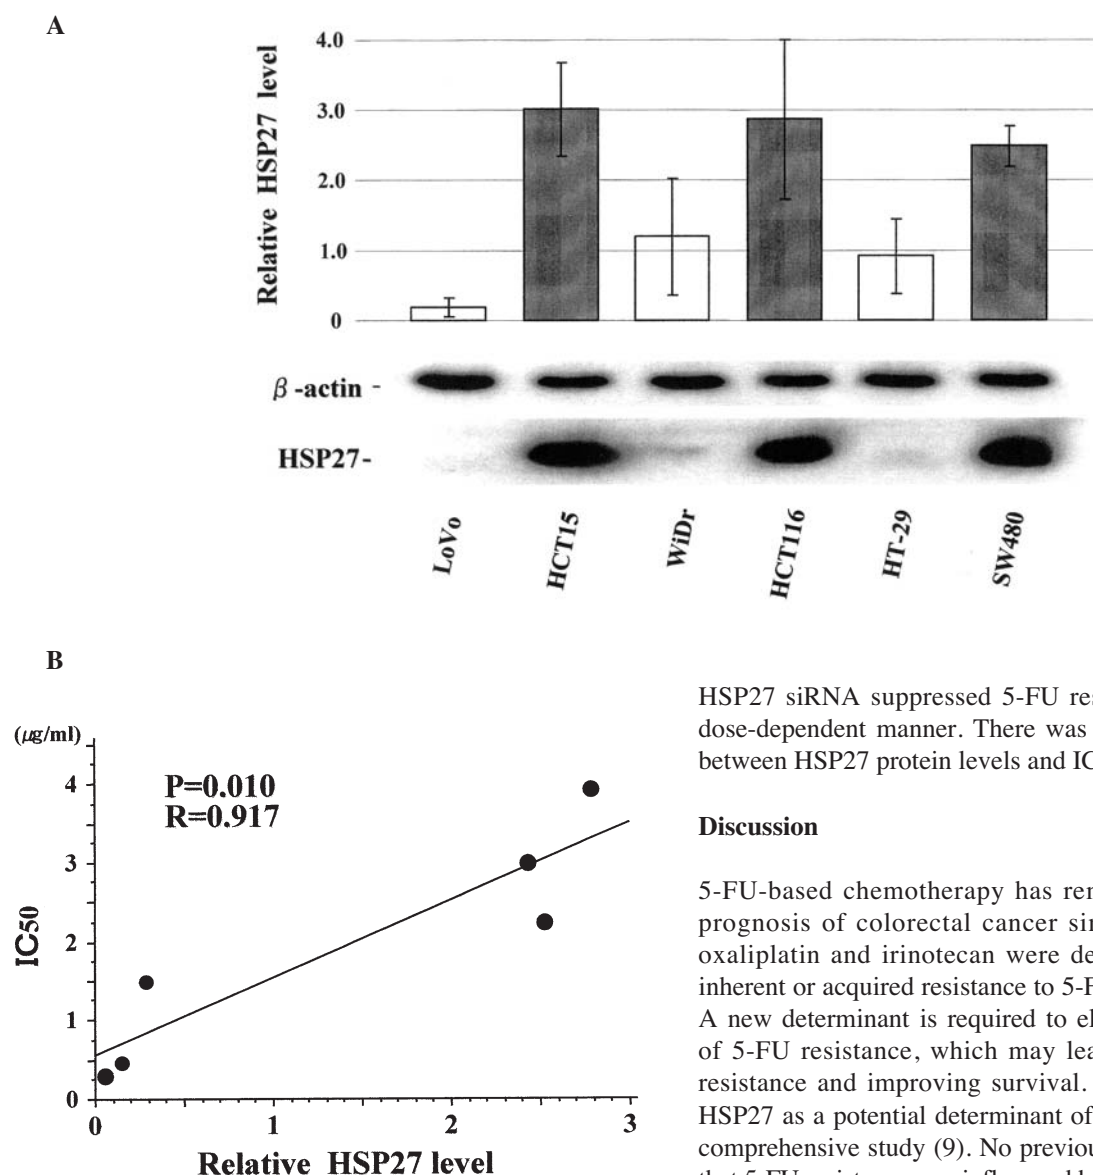 A
4.0
3.0
2.0
1.0
0
Relative HSP27 level
β-actin -
HSP27-
LoVo
HCT15
WiDr
HCT116
HT-29
SW480
B
(μg/ml)
P=0.010
R=0.917
4
3
2
1
0
IC50
0
1
2
3
Relative HSP27 level
HSP27 siRNA suppressed 5-FU res
dose-dependent manner. There was
between HSP27 protein levels and IC
Discussion
5-FU-based chemotherapy has ren
prognosis of colorectal cancer sin
oxaliplatin and irinotecan were de
inherent or acquired resistance to 5-F
A new determinant is required to el
of 5-FU resistance, which may lea
resistance and improving survival.
HSP27 as a potential determinant of
comprehensive study (9). No previou